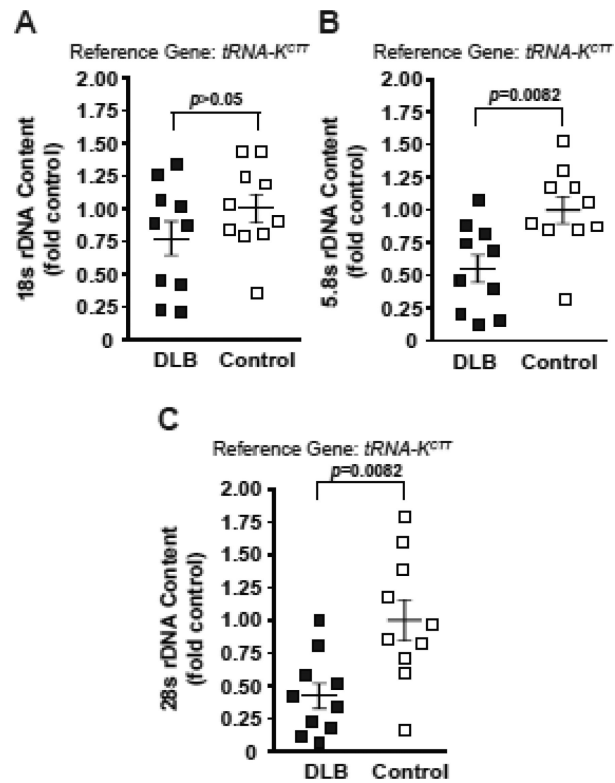 A
Reference Gene: tRNA-K^CTT
2.00
1.75
1.50
1.25
1.00
0.75
0.50
0.25
0
18s rDNA Content
(fold control)
p>0.05
DLB Control
B
Reference Gene: tRNA-K^CTT
2.00
1.75
1.50
1.25
1.00
0.75
0.50
0.25
0
5.8s rDNA Content
(fold control)
p=0.0082
DLB Control
C
Reference Gene: tRNA-K^CTT
2.00
1.75
1.50
1.25
1.00
0.75
0.50
0.25
0
28s rDNA Content
(fold control)
p=0.0082
DLB Control